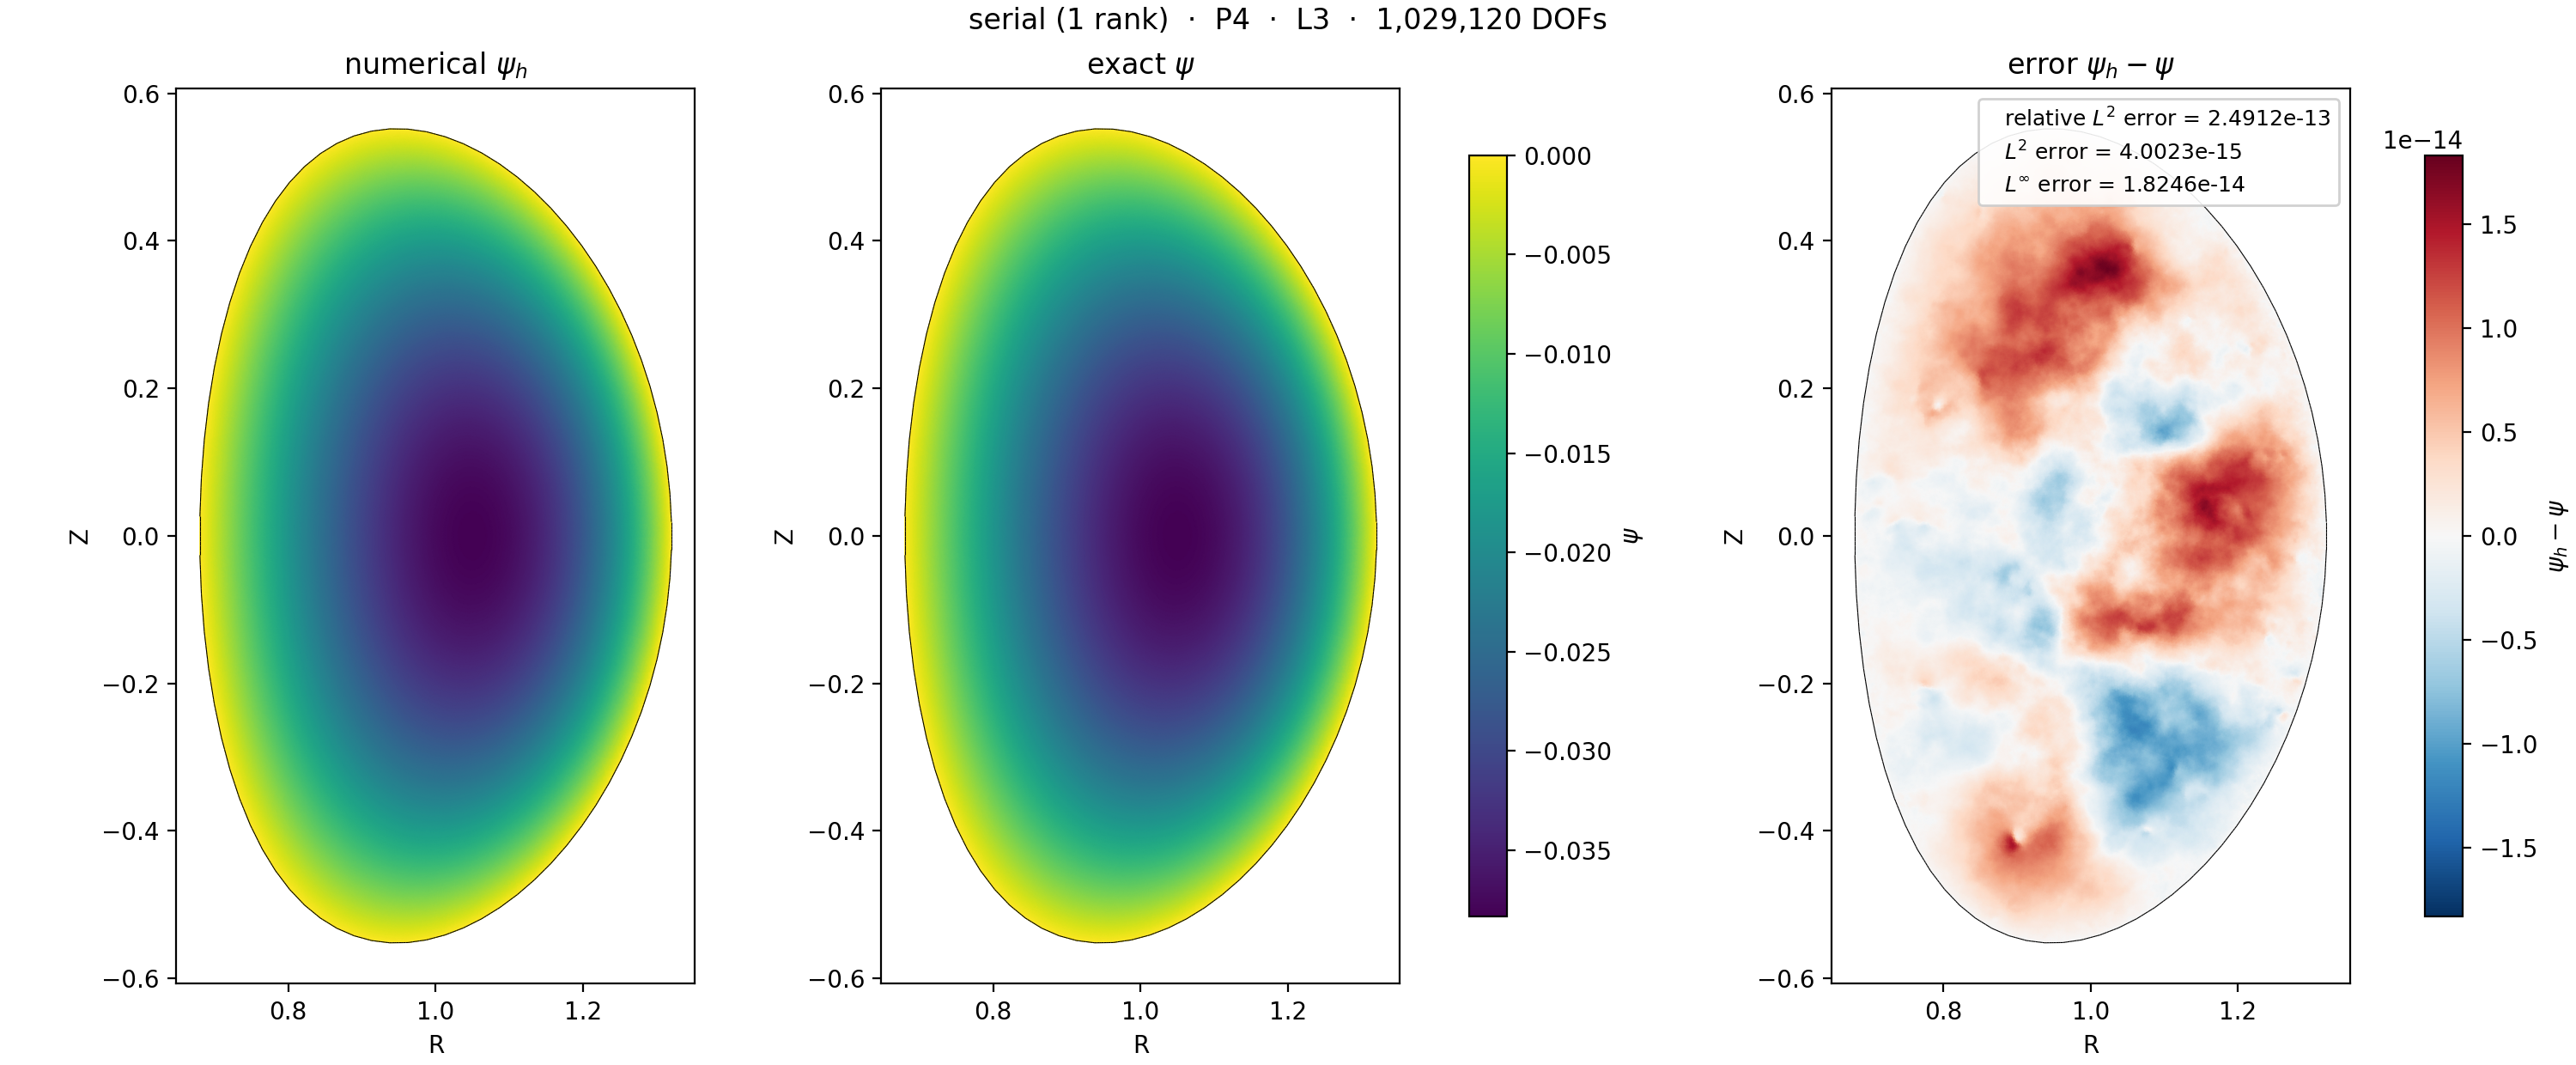 serial (1 rank) · P4 · L3 · 1,029,120 DOFs
numerical ψh
0.6
0.4
0.2
0.0
−0.2
−0.4
−0.6
Z
0.8
1.0
1.2
R
exact ψ
0.6
0.4
0.2
0.0
−0.2
−0.4
−0.6
Z
0.8
1.0
1.2
R
0.000
−0.005
−0.010
−0.015
−0.020
−0.025
−0.030
−0.035
ψ
error ψh − ψ
relative L² error = 2.4912e-13
L² error = 4.0023e-15
L∞ error = 1.8246e-14
0.6
0.4
0.2
0.0
−0.2
−0.4
−0.6
Z
0.8
1.0
1.2
R
1e−14
1.5
1.0
0.5
0.0
−0.5
−1.0
−1.5
ψh − ψ